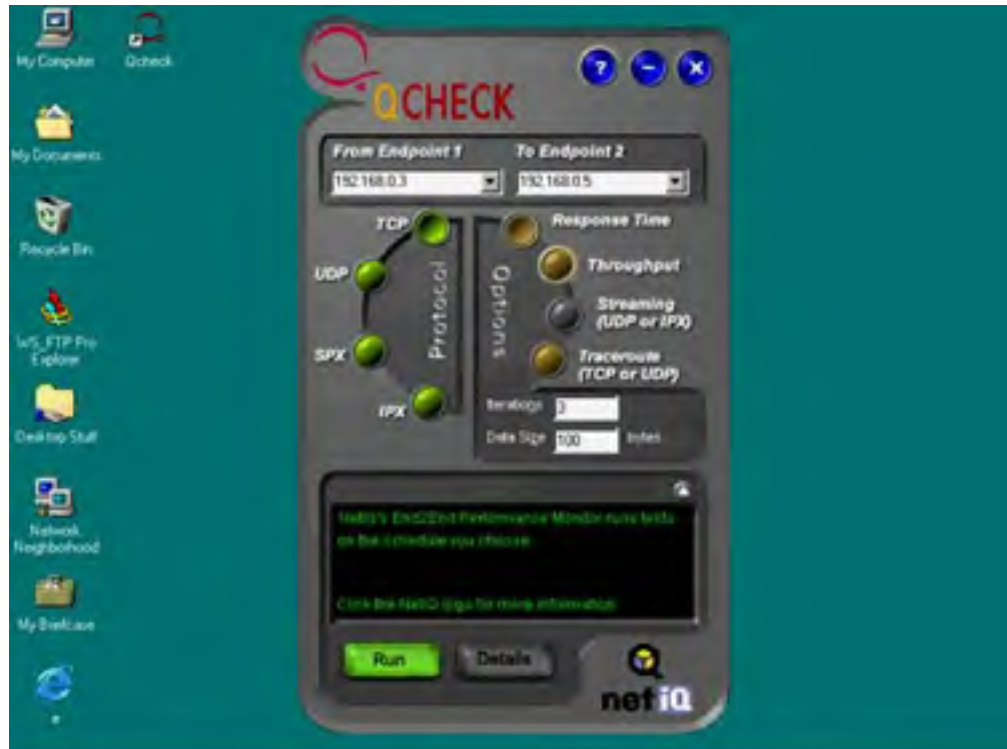 My Computer
Qcheck
My Documents
Recycle Bin
WS_FTP Pro
Explorer
Desktop Stuff
Network
Neighborhood
My Briefcase
e
QCHECK
?
From Endpoint 1
To Endpoint 2
192.168.0.3
192.168.0.5
TCP
UDP
SPX
IPX
Protocol
Options
Response Time
Throughput
Streaming
(UDP or IPX)
Traceroute
(TCP or UDP)
Iterations 3
Data Size 100 bytes
NetIQ's End2End Performance Monitor runs tests
on the schedule you choose.
Click the NetIQ logo for more information.
Run
Details
net iQ